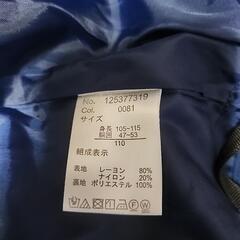 No. 125377319
Col. 0081
サイズ
身長 105-115
胴囲 47-53
110
組成表示
表地 レーヨン 80%
ナイロン 20%
裏地 ポリエステル 100%